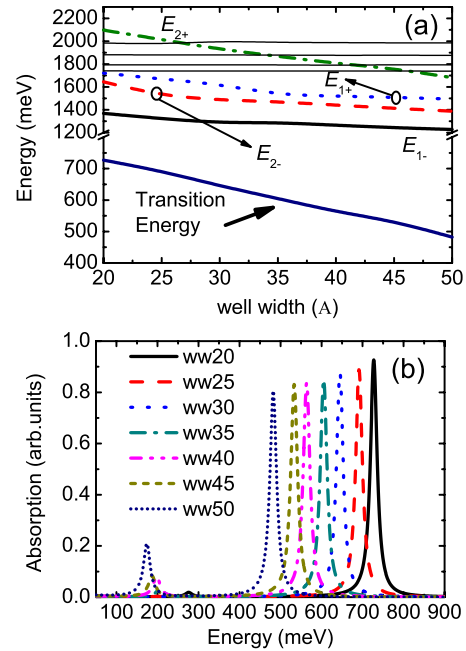 (a)
E2+
2200
2000
1800
1600
1400
1200
E1+
E2-
E1-
700
600
500
400
Energy (meV)
Transition
Energy
20 25 30 35 40 45 50
well width (A)
(b)
1.0
0.8
0.6
0.4
0.2
0.0
Absorption (arb.units)
ww20
ww25
ww30
ww35
ww40
ww45
ww50
100 200 300 400 500 600 700 800 900
Energy (meV)